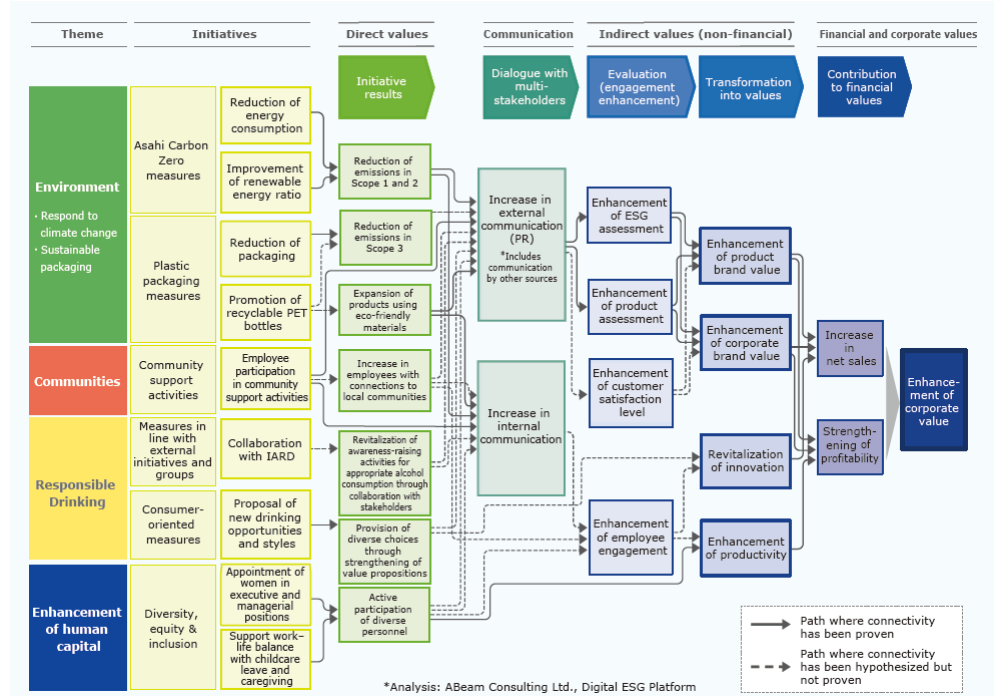 Theme
Initiatives
Direct values
Communication
Indirect values (non-financial)
Financial and corporate values
Initiative
results
Dialogue with
multi-
stakeholders
Evaluation
(engagement
enhancement)
Transformation
into values
Contribution
to financial
values
Environment
· Respond to
climate change
· Sustainable
packaging
Communities
Responsible
Drinking
Enhancement
of human
capital
Asahi Carbon
Zero
measures
Plastic
packaging
measures
Community
support
activities
Measures in
line with
external
initiatives and
groups
Consumer-
oriented
measures
Diversity,
equity &
inclusion
Reduction of
energy
consumption
Improvement
of renewable
energy ratio
Reduction of
packaging
Promotion of
recyclable PET
bottles
Employee
participation
in community
support activities
Collaboration
with IARD
Proposal of
new drinking
opportunities
and styles
Appointment of
women in
executive and
managerial
positions
Support work–
life balance
with childcare
leave and
caregiving
Reduction of
emissions in
Scope 1 and 2
Reduction of
emissions in
Scope 3
Expansion of
products using
eco-friendly
materials
Increase in
employees with
connections to
local communities
Revitalization of
awareness-raising
activities for
appropriate alcohol
consumption through
collaboration with
stakeholders
Provision of
diverse choices
through
strengthening of
value propositions
Active
participation
of diverse
personnel
Increase in
external
communication
(PR)
*Includes
communication
by other sources
Increase in
internal
communication
Enhancement
of ESG
assessment
Enhancement
of product
assessment
Enhancement
of customer
satisfaction
level
Enhancement
of employee
engagement
Enhancement
of product
brand value
Enhancement
of corporate
brand value
Revitalization
of innovation
Enhancement
of productivity
Increase
in
net sales
Strength-
ening of
profitability
Enhance-
ment of
corporate
value
Path where connectivity
has been proven
Path where connectivity
has been hypothesized but
not proven
*Analysis: ABeam Consulting Ltd., Digital ESG Platform